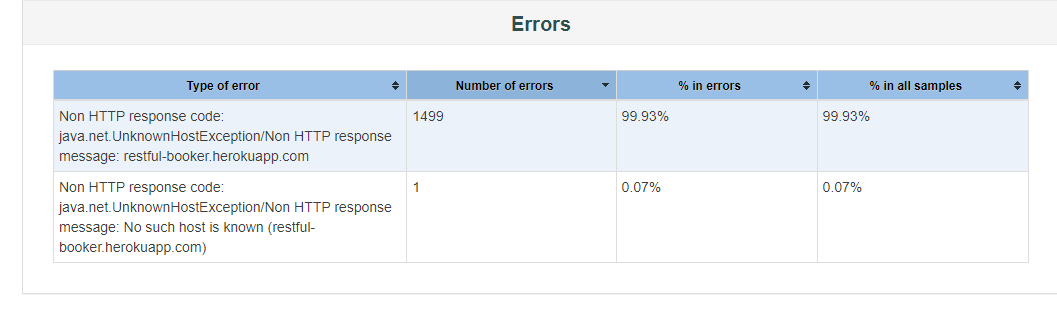 Errors
Type of error Number of errors % in errors % in all samples
Non HTTP response code: 1499 99.93% 99.93%
java.net.UnknownHostException/Non HTTP response
message: restful-booker.herokuapp.com
Non HTTP response code: 1 0.07% 0.07%
java.net.UnknownHostException/Non HTTP response
message: No such host is known (restful-
booker.herokuapp.com)